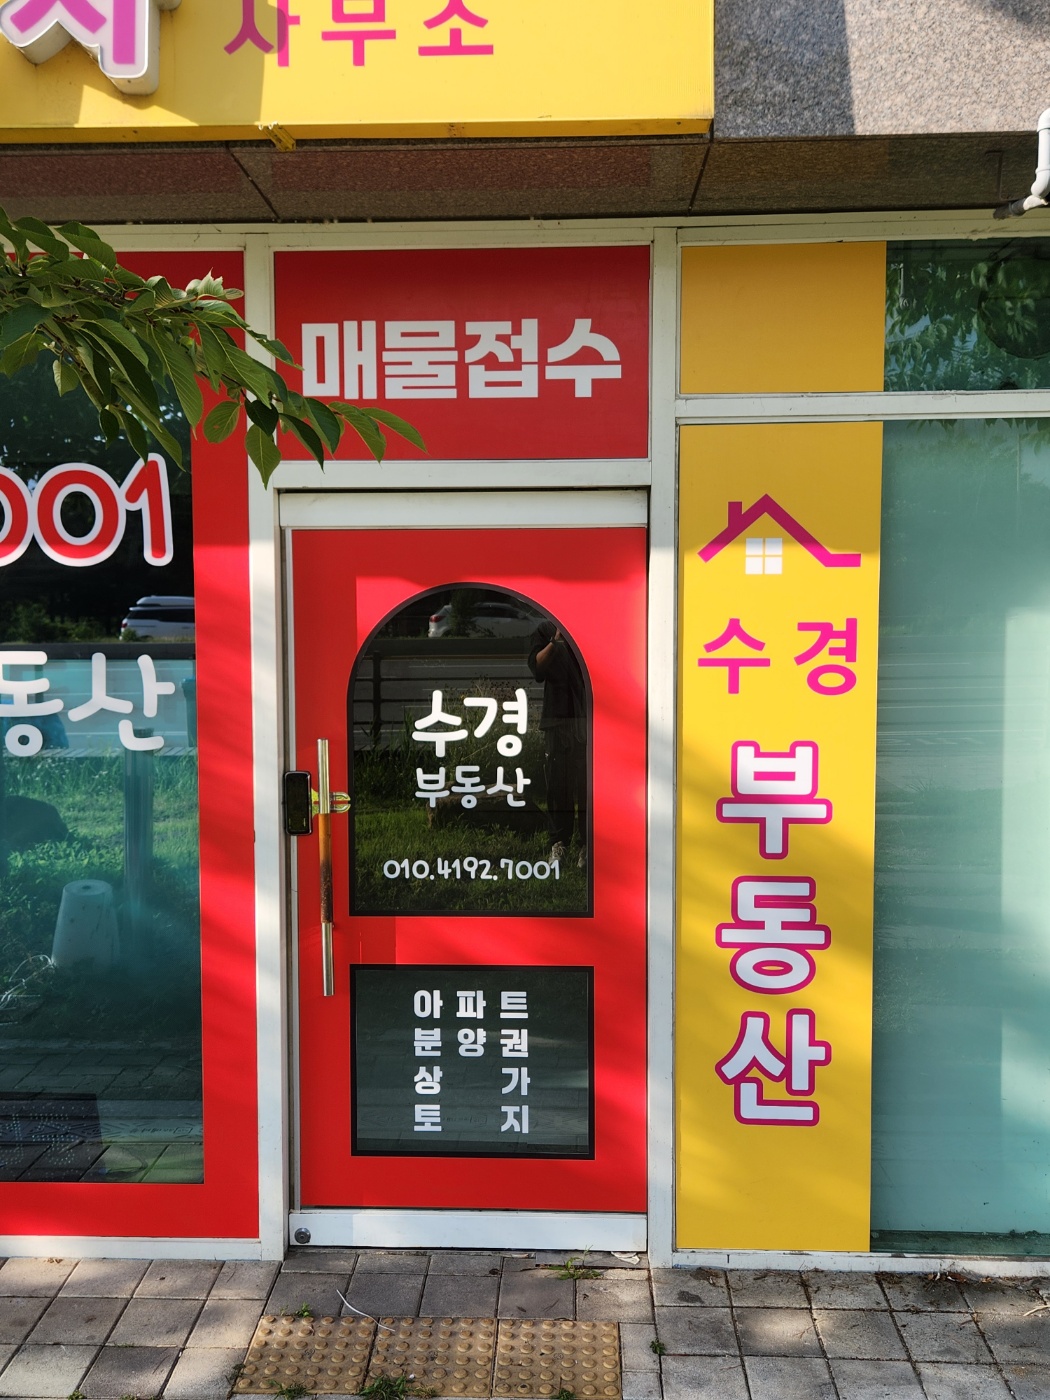 사무소
매물접수
001
동산
수경
부동산
010.4192.7001
아파트
분양권
상가
토지
수경
부
동
산